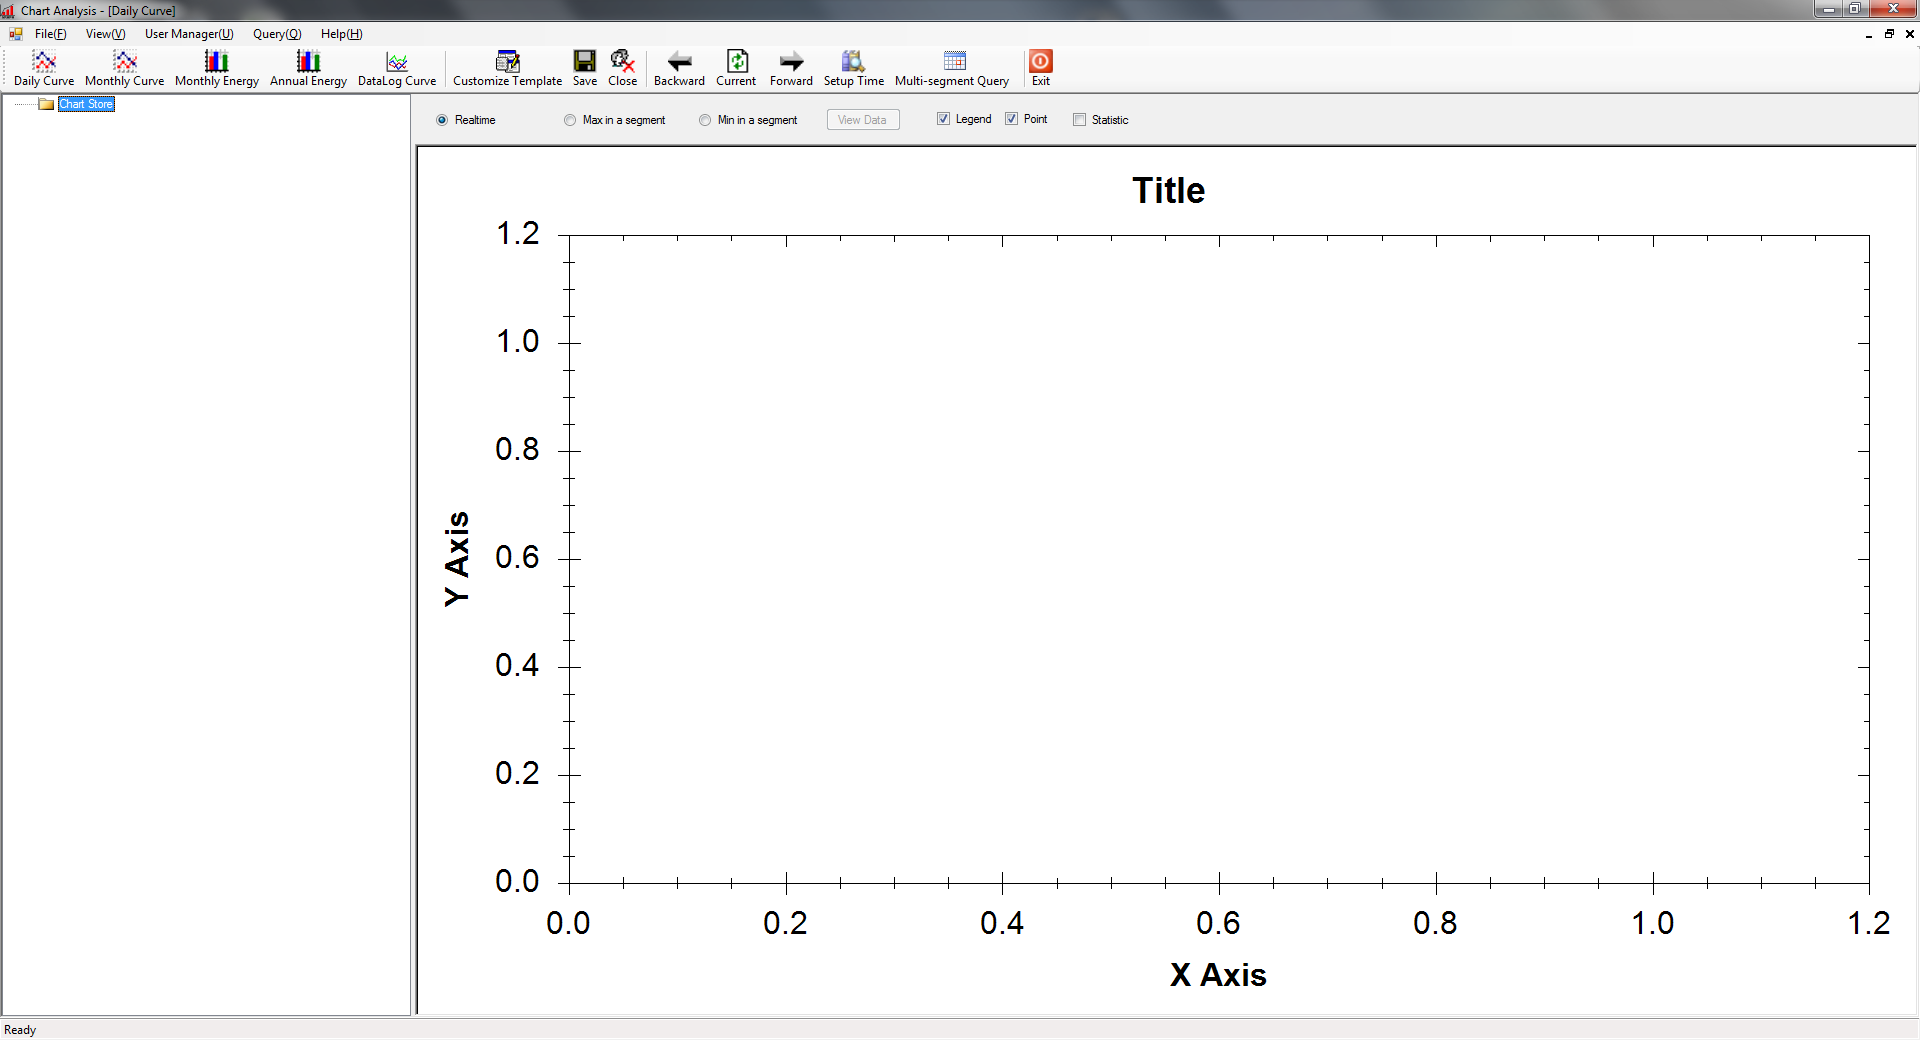 Chart Analysis - [Daily Curve]
File(F) View(V) User Manager(U) Query(Q) Help(H)
Daily Curve Monthly Curve Monthly Energy Annual Energy DataLog Curve Customize Template Save Close Backward Current Forward Setup Time Multi-segment Query Exit
Chart Store
Realtime Max in a segment Min in a segment View Data Legend Point Statistic
Title
1.2
1.0
0.8
0.6
0.4
0.2
0.0
Y Axis
0.0 0.2 0.4 0.6 0.8 1.0 1.2
X Axis
Ready